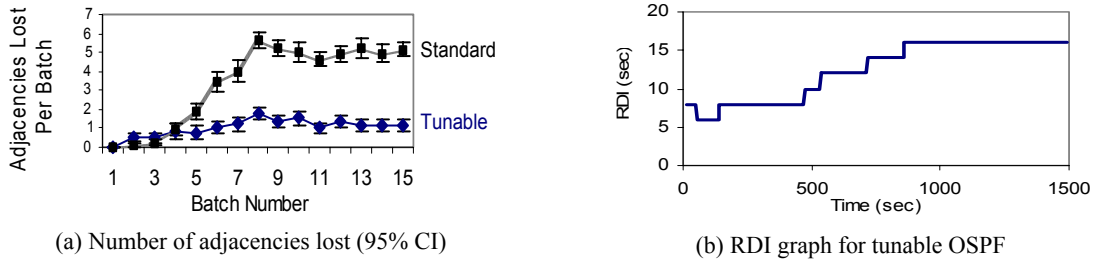 Adjacencies Lost
Per Batch
7
6
5
4
3
2
1
0
Standard
Tunable
1 3 5 7 9 11 13 15
Batch Number
(a) Number of adjacencies lost (95% CI)
RDI (sec)
20
15
10
5
0
0 500 1000 1500
Time (sec)
(b) RDI graph for tunable OSPF